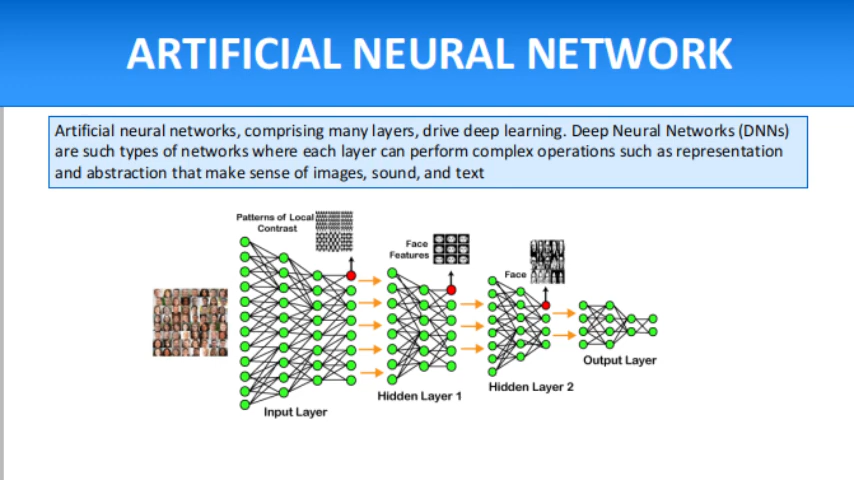 ARTIFICIAL NEURAL NETWORK
Artificial neural networks, comprising many layers, drive deep learning. Deep Neural Networks (DNNs)
are such types of networks where each layer can perform complex operations such as representation
and abstraction that make sense of images, sound, and text
Patterns of Local
Contrast
Face
Features
Face
Output Layer
Hidden Layer 2
Hidden Layer 1
Input Layer